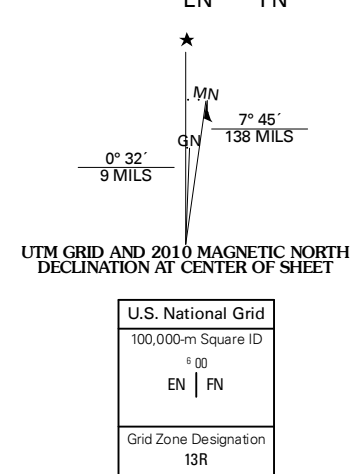 EN FN
MN
GN
7° 45´
138 MILS
0° 32´
9 MILS
UTM GRID AND 2010 MAGNETIC NORTH
DECLINATION AT CENTER OF SHEET
U.S. National Grid
100,000-m Square ID
6 00
EN FN
Grid Zone Designation
13R